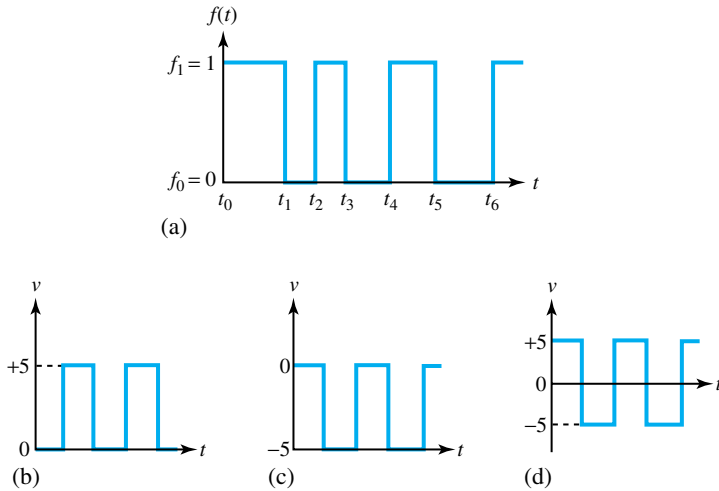 f(t)
f₁ = 1
f₀ = 0
t
t₀ t₁ t₂ t₃ t₄ t₅ t₆
(a)
v v v
+5 0 +5
0
0 t −5 t −5 t
(b) (c) (d)